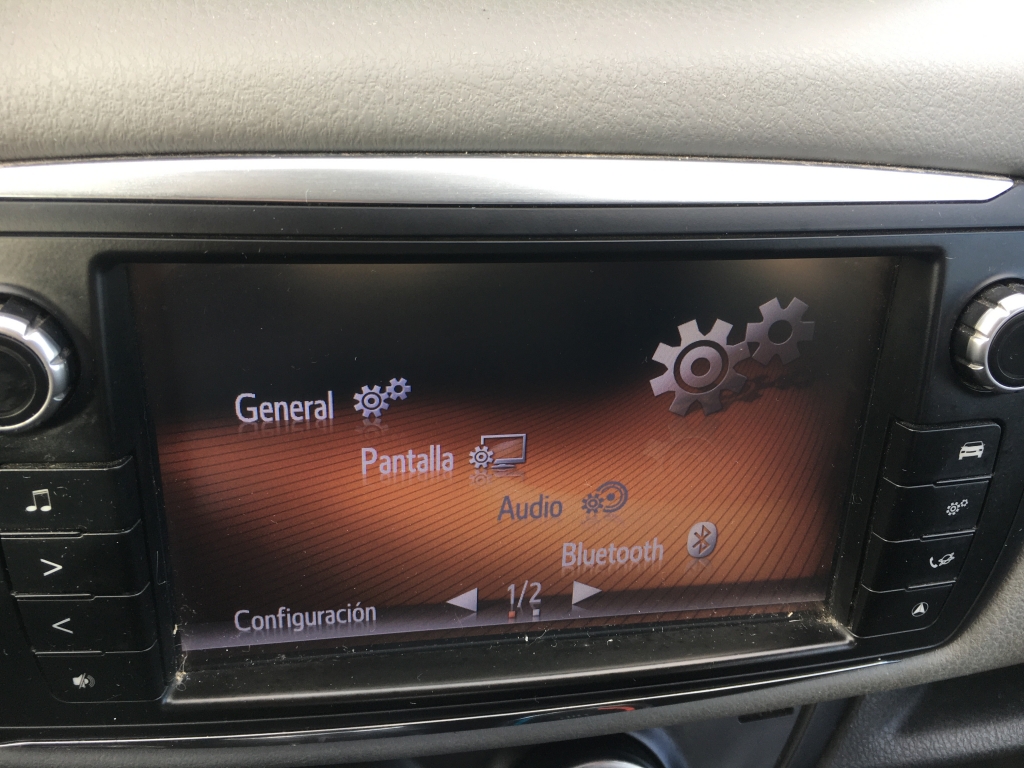 General
Pantalla
Audio
Bluetooth
1/2
Configuración